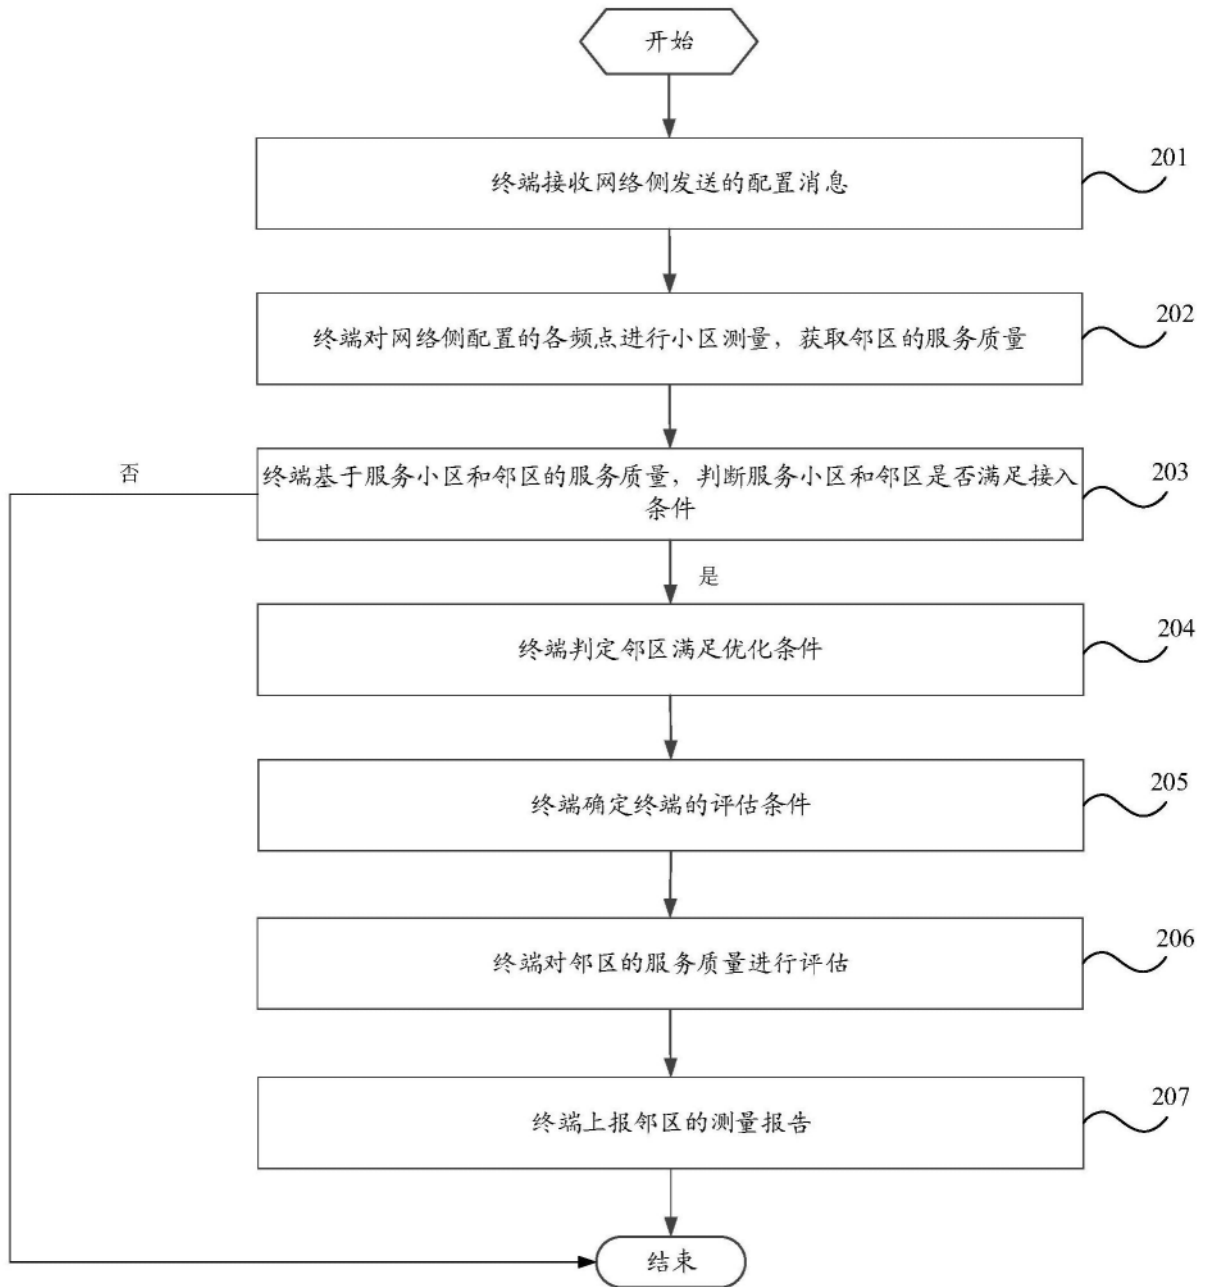 开始
终端接收网络侧发送的配置消息
201
终端对网络侧配置的各频点进行小区测量，获取邻区的服务质量
202
否
终端基于服务小区和邻区的服务质量，判断服务小区和邻区是否满足接入
条件
203
是
终端判定邻区满足优化条件
204
终端确定终端的评估条件
205
终端对邻区的服务质量进行评估
206
终端上报邻区的测量报告
207
结束